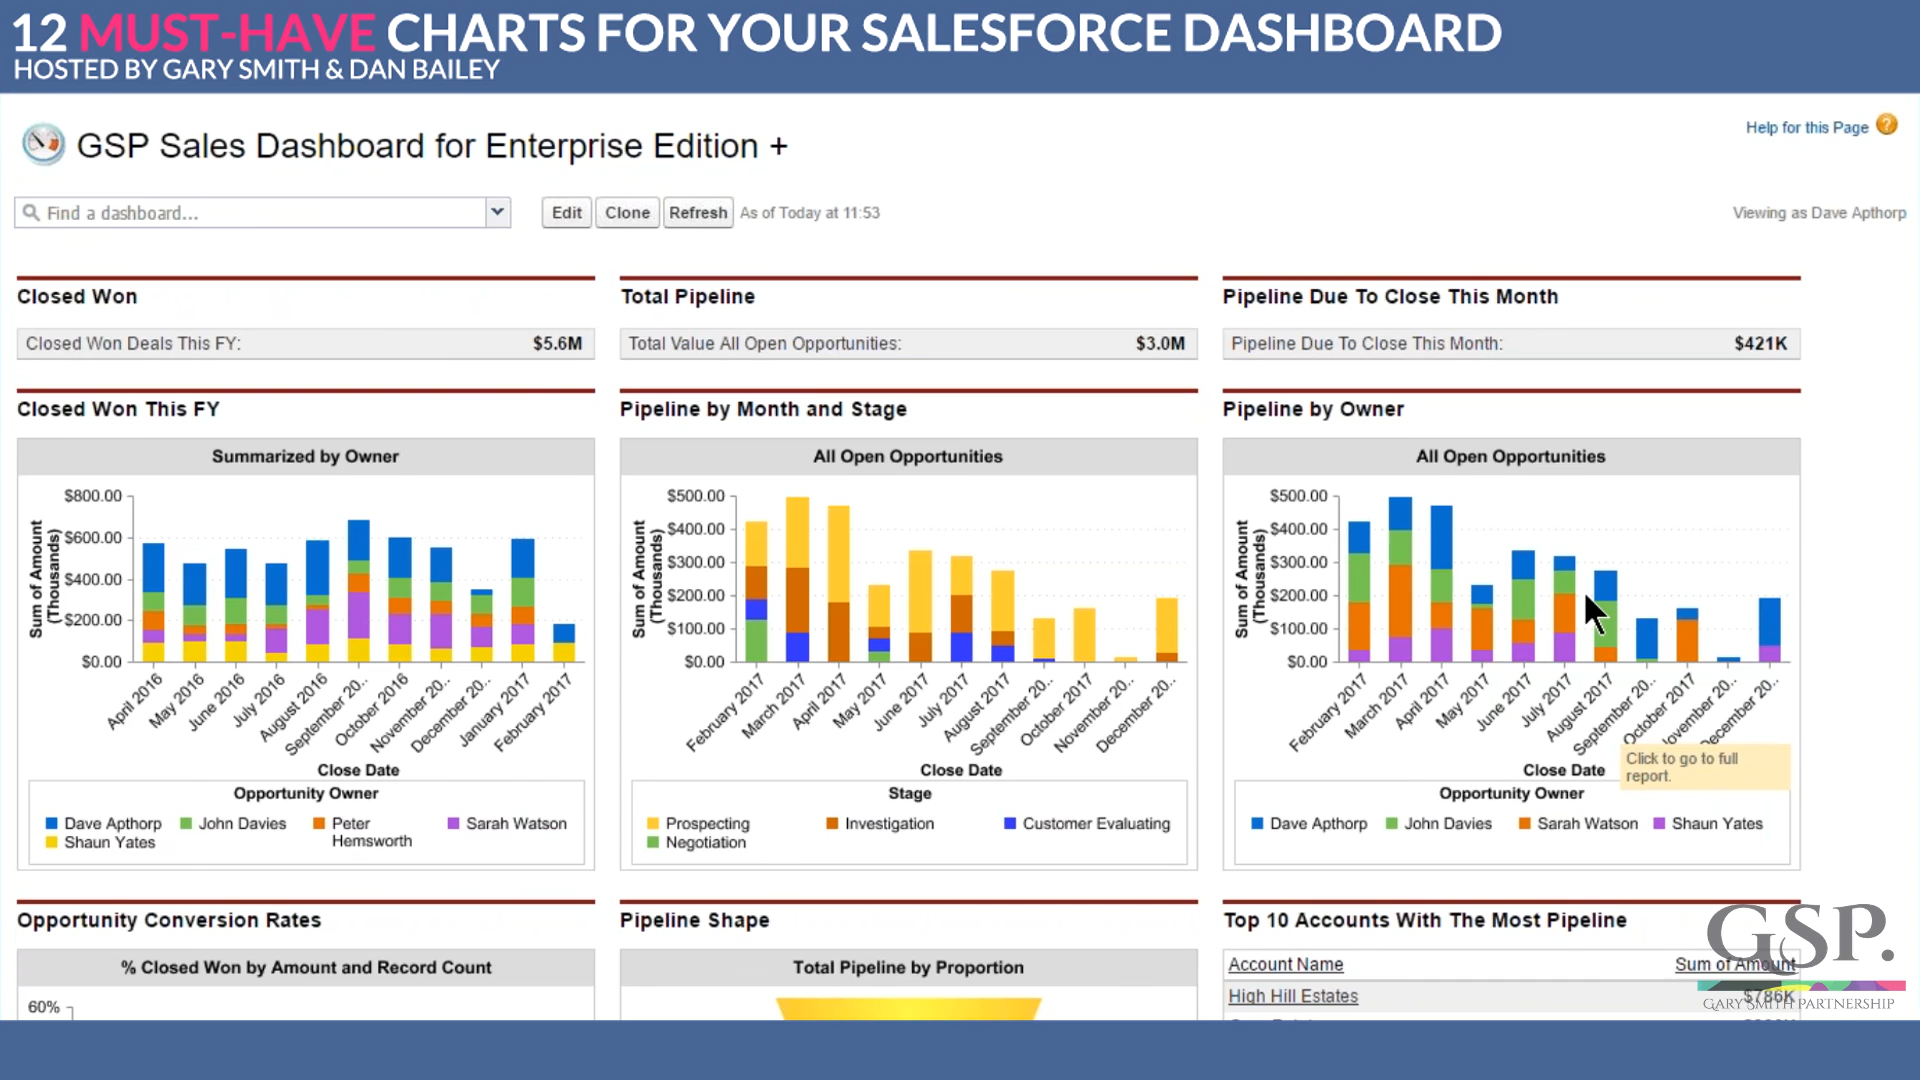 12 MUST-HAVE CHARTS FOR YOUR SALESFORCE DASHBOARD
HOSTED BY GARY SMITH & DAN BAILEY
GSP Sales Dashboard for Enterprise Edition +
Help for this Page
Find a dashboard...
Edit
Clone
Refresh
As of Today at 11:53
Viewing as Dave Apthorp
Closed Won
Closed Won Deals This FY: $5.6M
Total Pipeline
Total Value All Open Opportunities: $3.0M
Pipeline Due To Close This Month
Pipeline Due To Close This Month: $421K
Closed Won This FY
Summarized by Owner
Sum of Amount
(Thousands)
$800.00
$600.00
$400.00
$200.00
$0.00
April 2016
May 2016
June 2016
July 2016
August 2016
September 20..
October 2016
November 20..
December 20..
January 2017
February 2017
Close Date
Opportunity Owner
Dave Apthorp
John Davies
Peter
Hemsworth
Sarah Watson
Shaun Yates
Pipeline by Month and Stage
All Open Opportunities
Sum of Amount
(Thousands)
$500.00
$400.00
$300.00
$200.00
$100.00
$0.00
February 2017
March 2017
April 2017
May 2017
June 2017
July 2017
August 2017
September 20..
October 2017
November 20..
December 20..
Close Date
Stage
Prospecting
Investigation
Customer Evaluating
Negotiation
Pipeline by Owner
All Open Opportunities
Sum of Amount
(Thousands)
$500.00
$400.00
$300.00
$200.00
$100.00
$0.00
February 2017
March 2017
April 2017
May 2017
June 2017
July 2017
August 2017
September 20..
October 2017
ovember 20..
ecember 20..
Click to go to full
report.
Close Date
Opportunity Owner
Dave Apthorp
John Davies
Sarah Watson
Shaun Yates
Opportunity Conversion Rates
% Closed Won by Amount and Record Count
60%
Pipeline Shape
Total Pipeline by Proportion
Top 10 Accounts With The Most Pipeline
Account Name
Sum of Amount
High Hill Estates
$786K
GSP.
GARY SMITH PARTNERSHIP